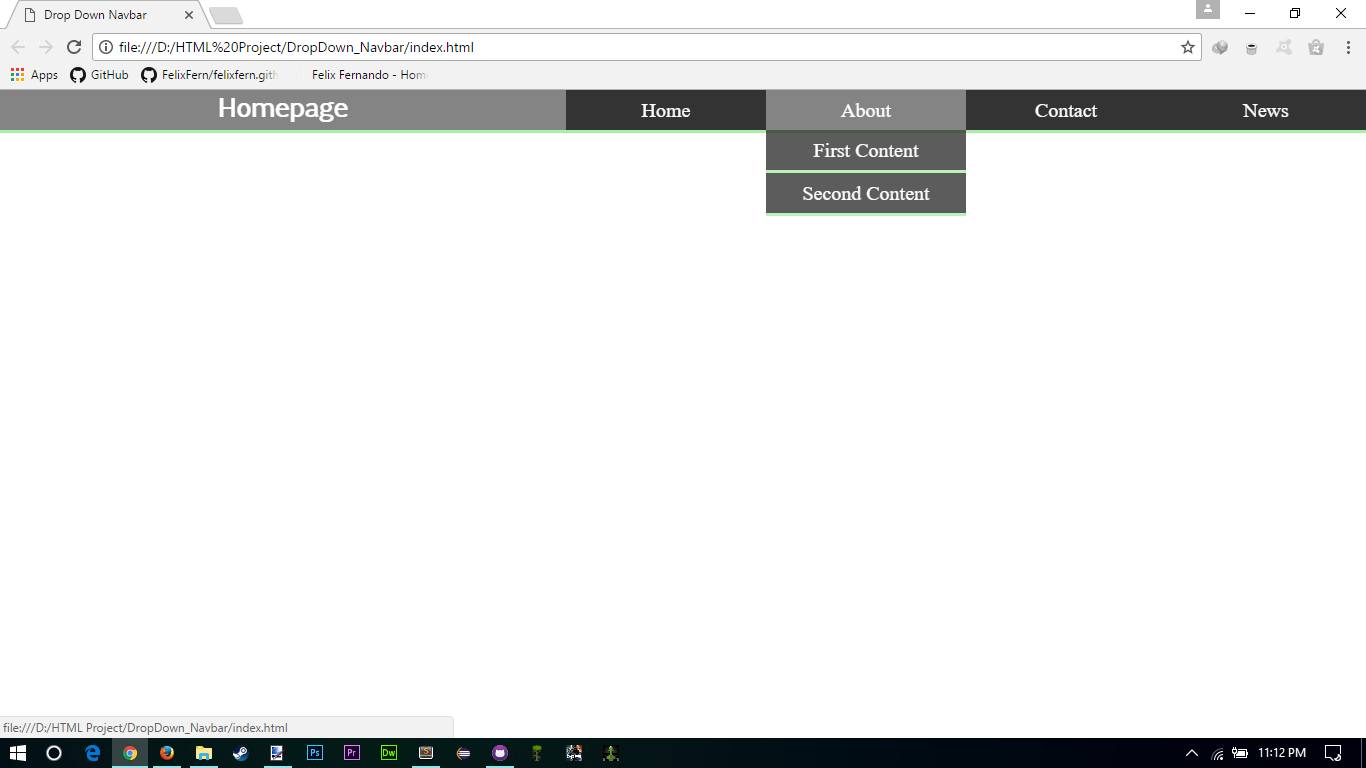 Drop Down Navbar
file:///D:/HTML%20Project/DropDown_Navbar/index.html
Apps GitHub FelixFern/felixfern.gith Felix Fernando - Hom
Homepage Home About Contact News
First Content
Second Content
file:///D:/HTML Project/DropDown_Navbar/index.html
Ps Pr Dw 11:12 PM